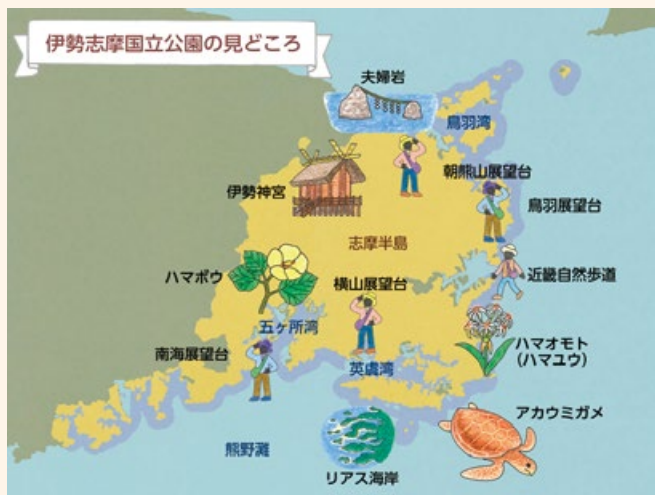 伊勢志摩国立公園の見どころ
夫婦岩
鳥羽湾
朝熊山展望台
伊勢神宮
鳥羽展望台
志摩半島
近畿自然歩道
ハマボウ
横山展望台
五ヶ所湾
南海展望台
ハマオモト
(ハマユウ)
英虞湾
アカウミガメ
熊野灘
リアス海岸